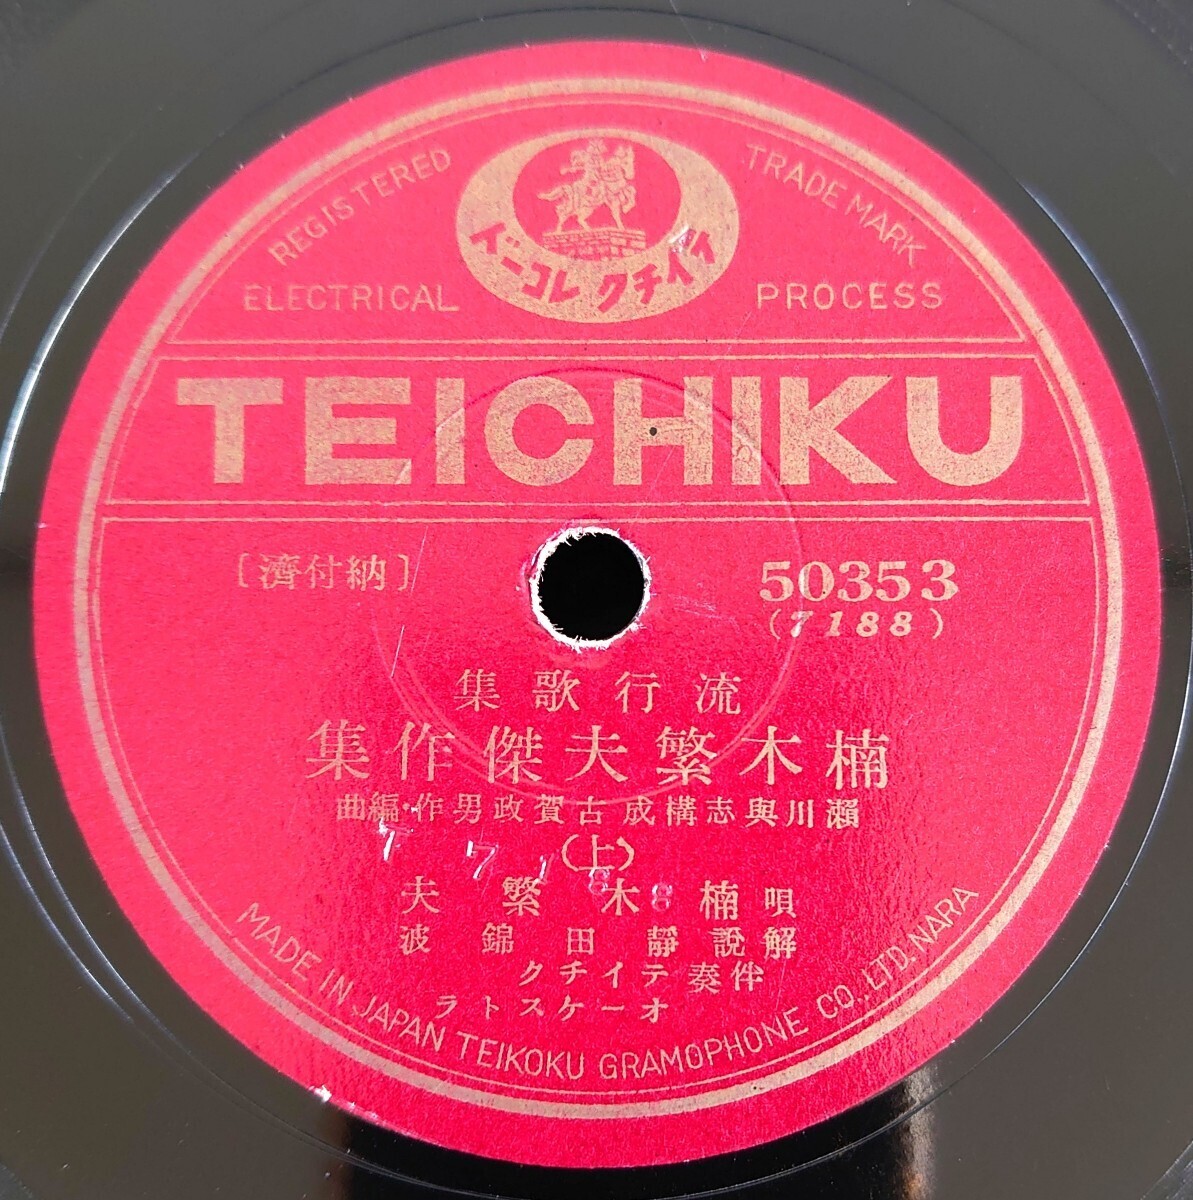 REGISTERED TRADE MARK
テイチクレコード
ELECTRICAL PROCESS
TEICHIKU
[納付濟]
50353
(7188)
流行歌集
楠木繁夫傑作集
瀨川與志構成 古賀政男作・編曲
(上)
唄 楠木繁夫
解說 靜田錦波
伴奏 テイチク
オーケストラ
MADE IN JAPAN TEIKOKU GRAMOPHONE CO., LTD. NARA